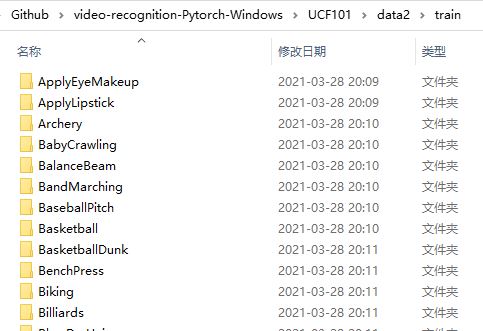 Github > video-recognition-Pytorch-Windows > UCF101 > data2 > train
名称 修改日期 类型
ApplyEyeMakeup 2021-03-28 20:09 文件夹
ApplyLipstick 2021-03-28 20:09 文件夹
Archery 2021-03-28 20:10 文件夹
BabyCrawling 2021-03-28 20:10 文件夹
BalanceBeam 2021-03-28 20:10 文件夹
BandMarching 2021-03-28 20:10 文件夹
BaseballPitch 2021-03-28 20:10 文件夹
Basketball 2021-03-28 20:10 文件夹
BasketballDunk 2021-03-28 20:11 文件夹
BenchPress 2021-03-28 20:11 文件夹
Biking 2021-03-28 20:11 文件夹
Billiards 2021-03-28 20:11 文件夹